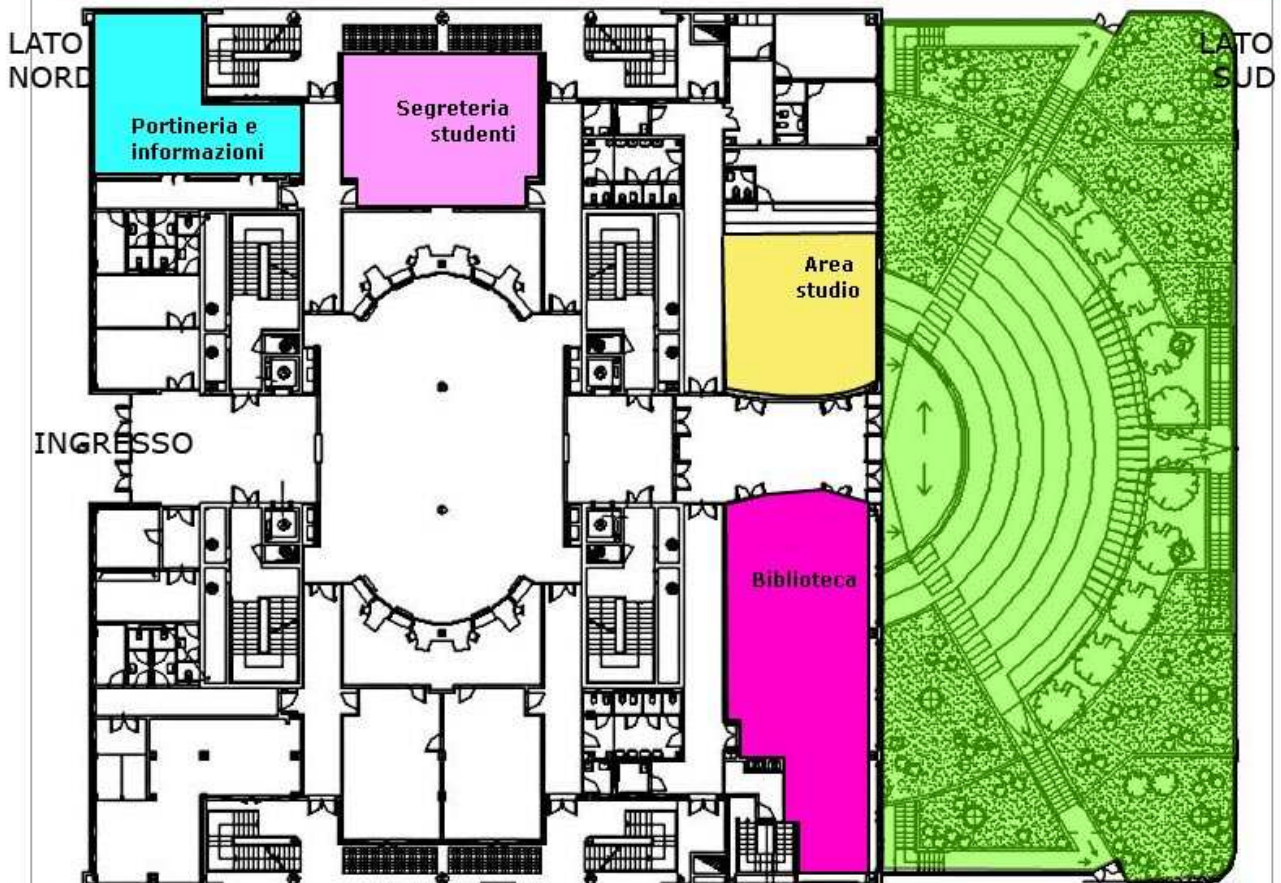 LATO
NORD
LATO
SUD
Portineria e
informazioni
Segreteria
studenti
Area
studio
INGRESSO
Biblioteca